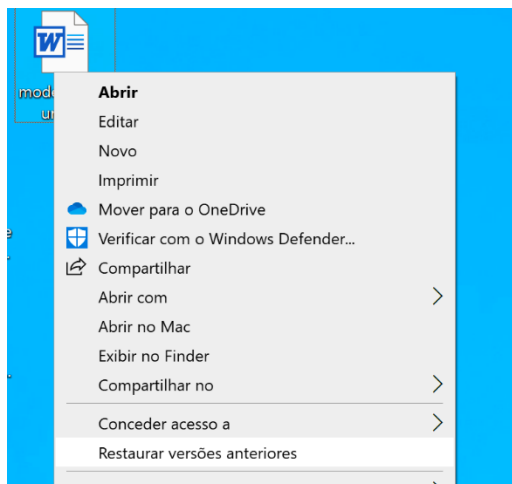 W
Abrir
Editar
Novo
Imprimir
Mover para o OneDrive
Verificar com o Windows Defender...
Compartilhar
Abrir com
Abrir no Mac
Exibir no Finder
Compartilhar no
Conceder acesso a
Restaurar versões anteriores